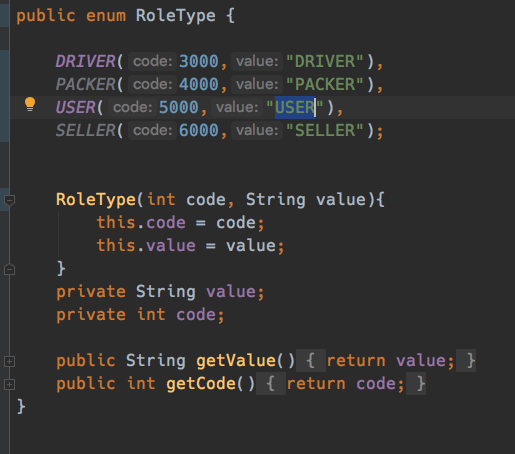 public enum RoleType {
DRIVER( code: 3000, value: "DRIVER"),
PACKER( code: 4000, value: "PACKER"),
USER( code: 5000, value: "USER"),
SELLER( code: 6000, value: "SELLER");
RoleType(int code, String value){
this.code = code;
this.value = value;
}
private String value;
private int code;
public String getValue() { return value; }
public int getCode() { return code; }
}